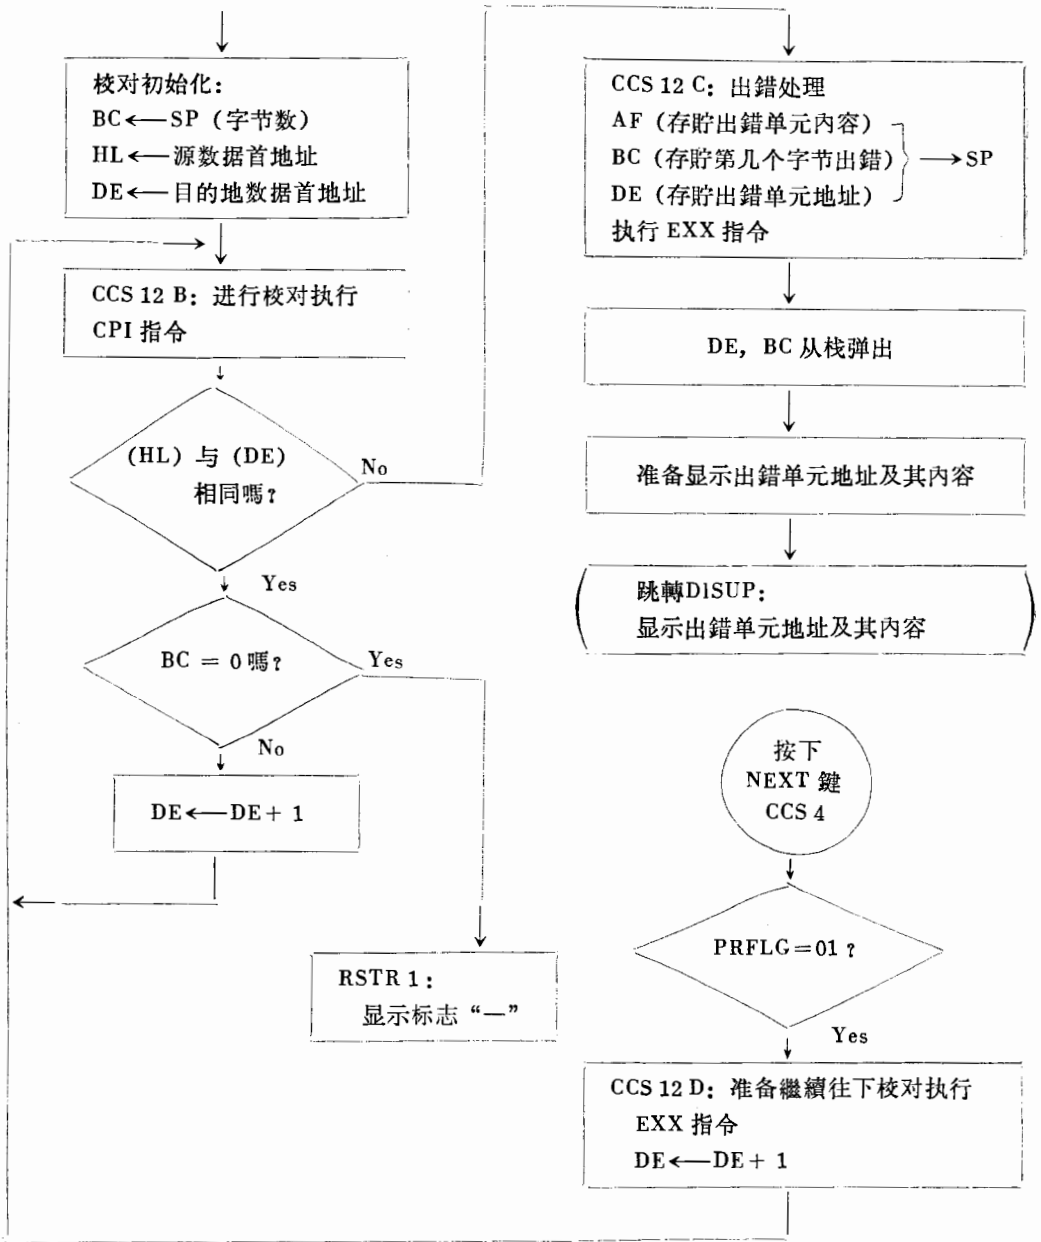 校对初始化：
BC←SP（字节数）
HL←源数据首地址
DE←目的地数据首地址
CCS 12 B：进行校对执行
CPI 指令
(HL) 与 (DE)
相同嗎？
No
Yes
BC = 0嗎？
Yes
No
DE←DE+ 1
RSTR 1：
显示标志“—”
CCS 12 C：出錯处理
AF（存貯出錯单元內容）
BC（存貯第几个字节出錯）
→SP
DE（存貯出錯单元地址）
执行 EXX 指令
DE，BC 从栈弹出
准备显示出錯单元地址及其內容
跳轉D1SUP：
显示出錯单元地址及其內容
按下
NEXT 鍵
CCS 4
PRFLG=01？
Yes
CCS 12 D：准备繼續往下校对执行
EXX 指令
DE←DE+ 1